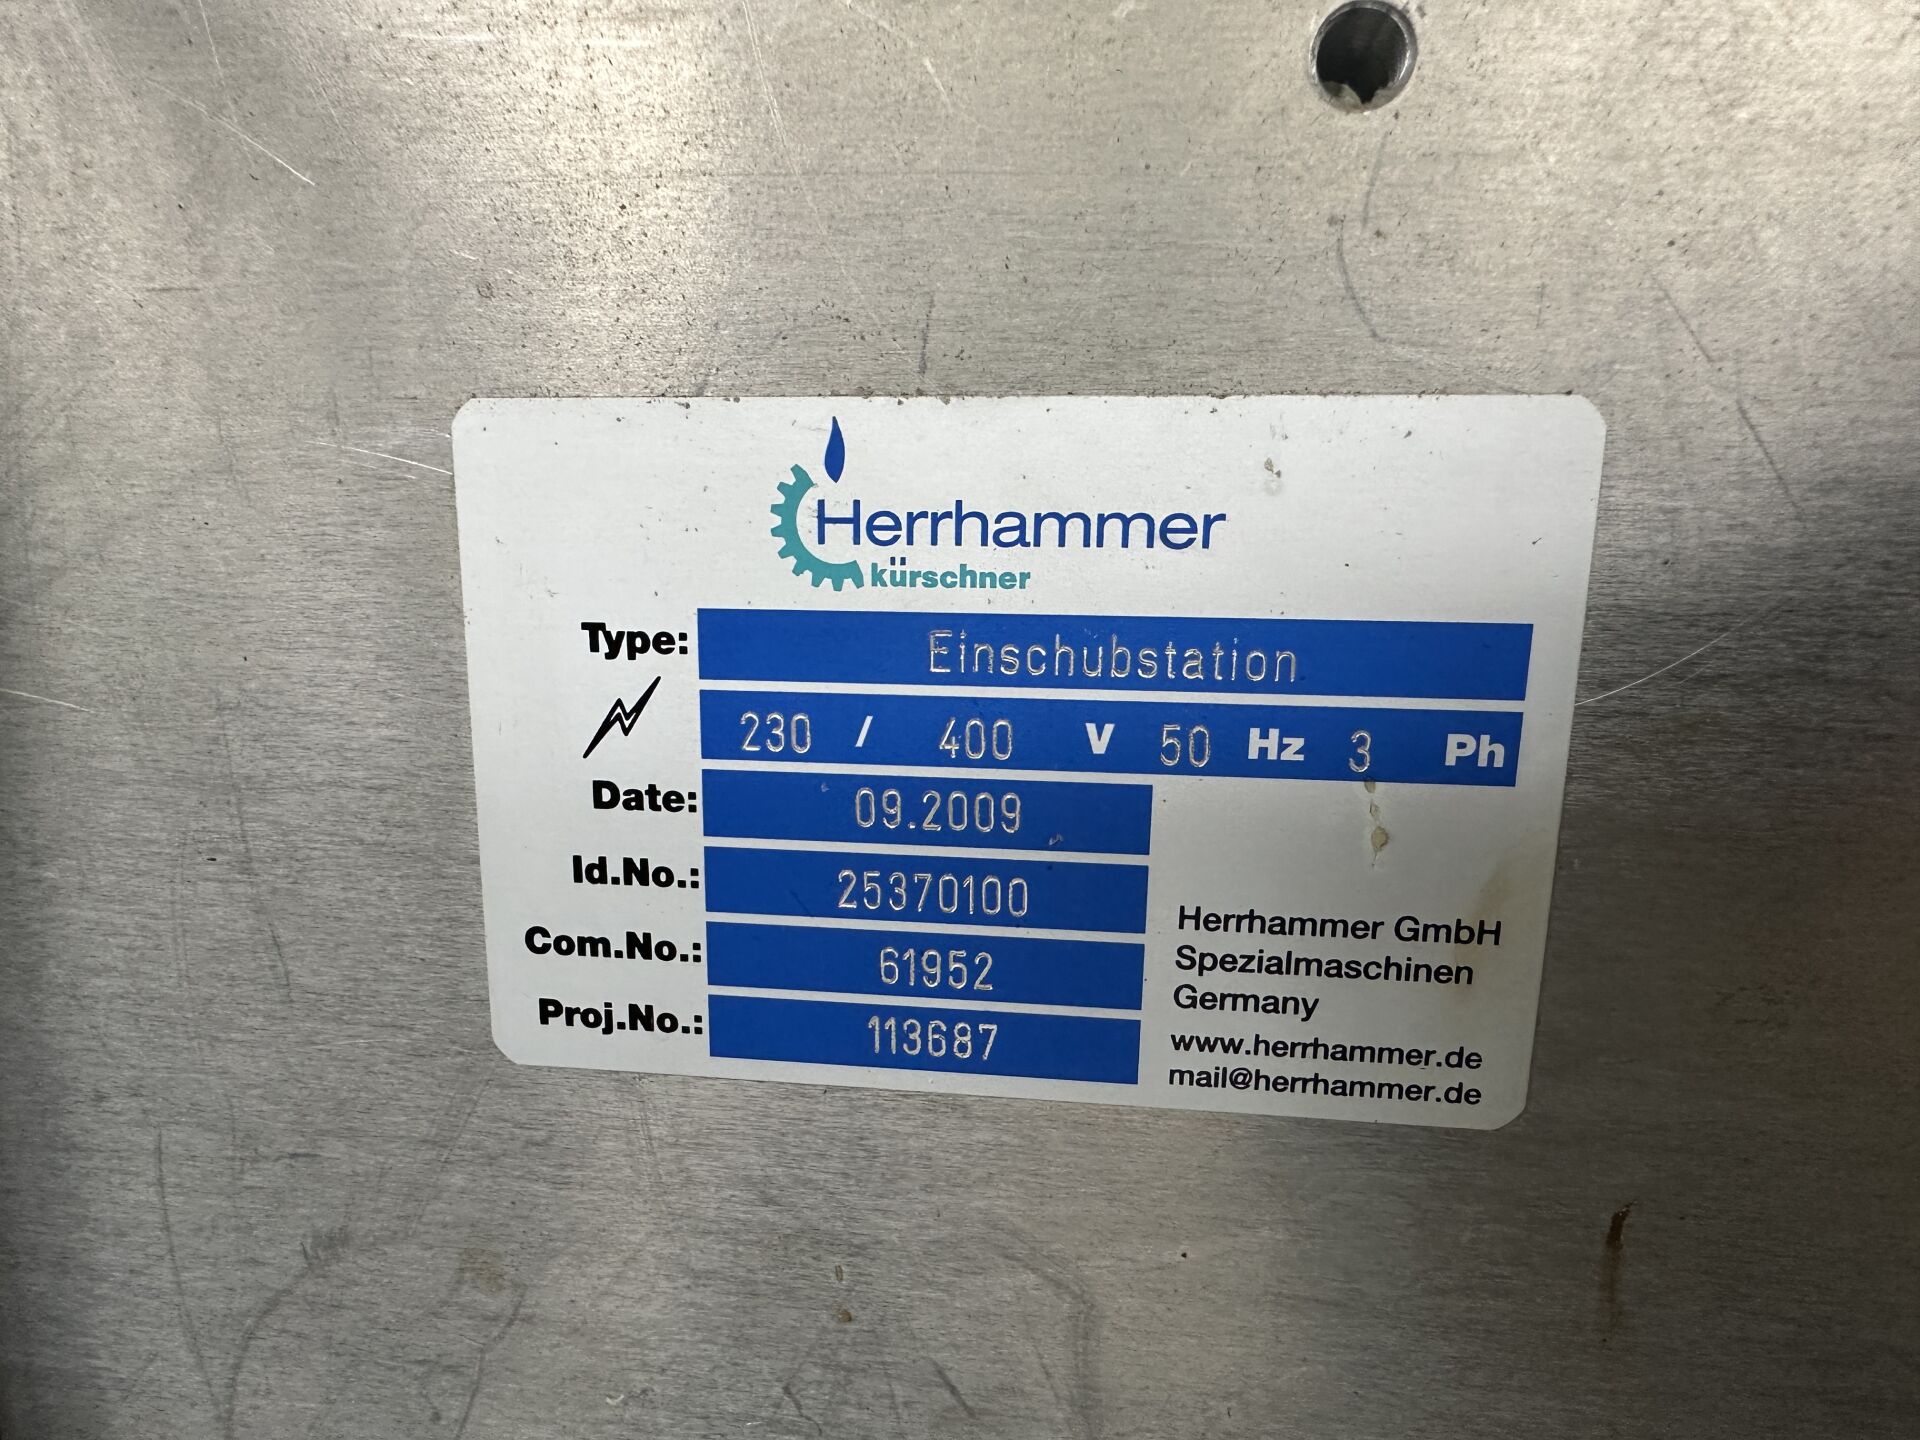 Herrhammer
kürschner
Type: Einschubstation
230 / 400 V 50 Hz 3 Ph
Date: 09.2009
Id.No.: 25370100
Com.No.: 61952
Proj.No.: 113687
Herrhammer GmbH
Spezialmaschinen
Germany
www.herrhammer.de
mail@herrhammer.de